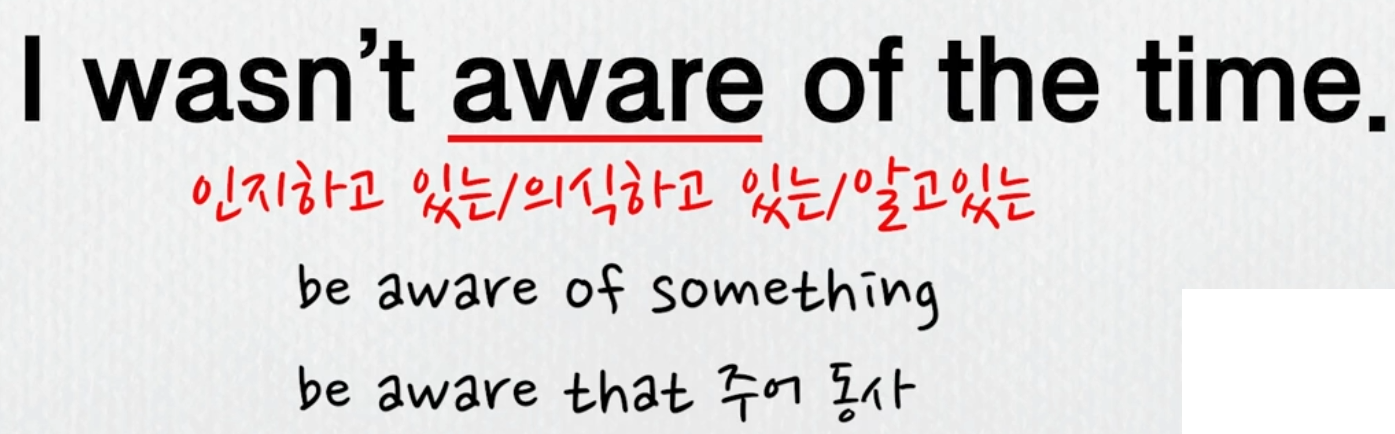 I wasn't aware of the time.
인지하고 있는/의식하고 있는/알고있는
be aware of something
be aware that 주어 동사